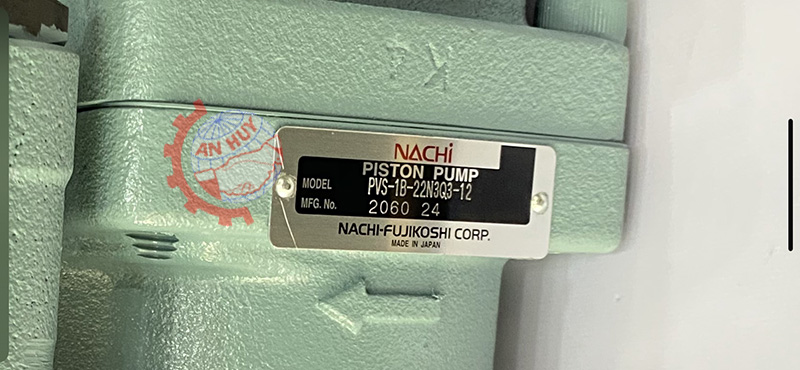 AN HUY
NACHi
PISTON PUMP
MODEL PVS-1B-22N3Q3-12
MFG. No. 2060 24
NACHI-FUJIKOSHI CORP.
MADE IN JAPAN